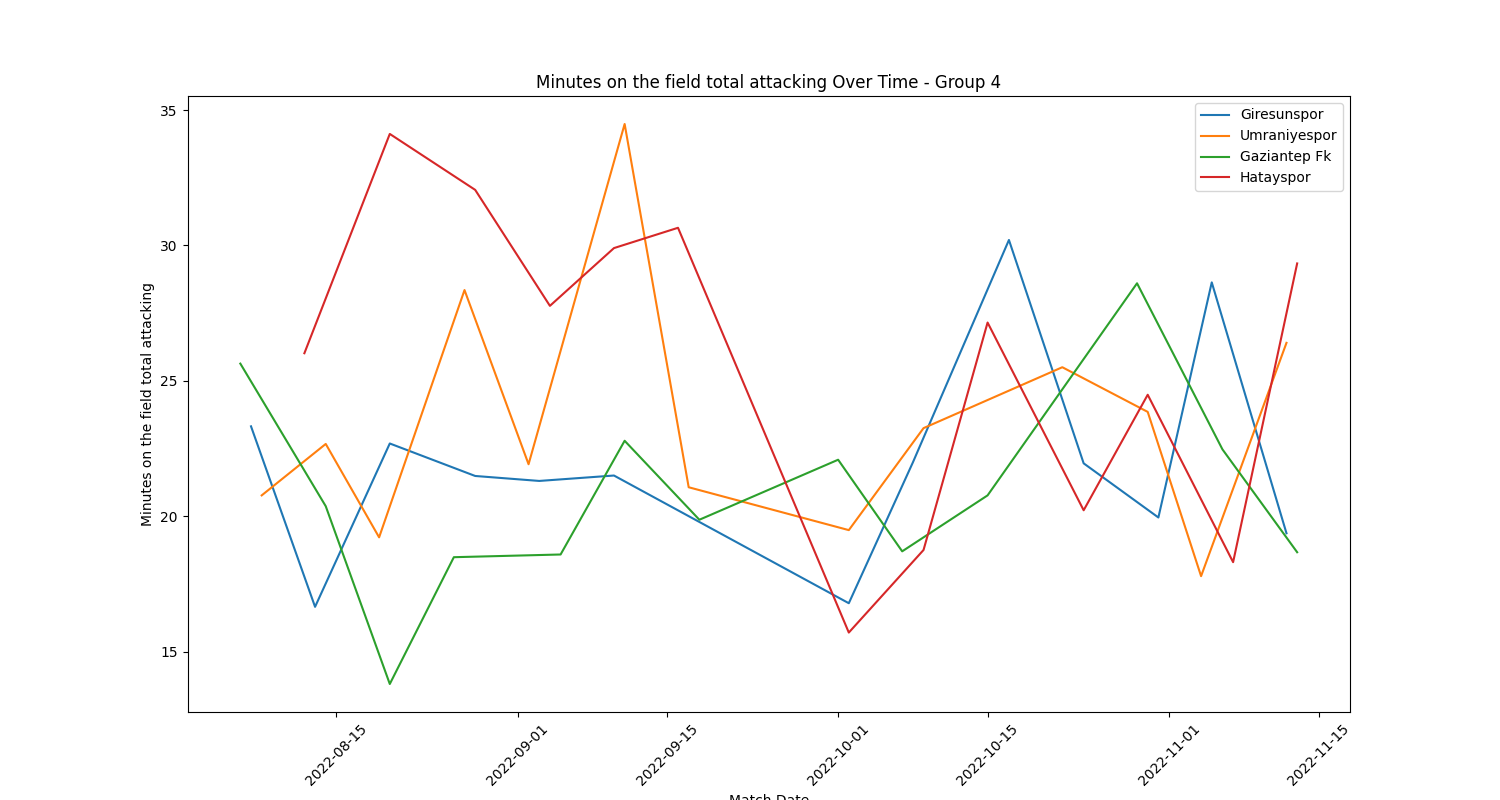 Minutes on the field total attacking Over Time - Group 4
Giresunspor
Umraniyespor
Gaziantep Fk
Hatayspor
Minutes on the field total attacking
35
30
25
20
15
2022-08-15
2022-09-01
2022-09-15
2022-10-01
2022-10-15
2022-11-01
2022-11-15
Match Date